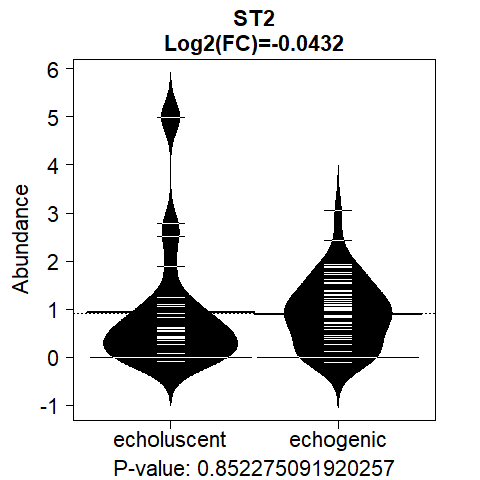 ST2
Log2(FC)=-0.0432
Abundance
6
5
4
3
2
1
0
-1
echoluscent
echogenic
P-value: 0.852275091920257